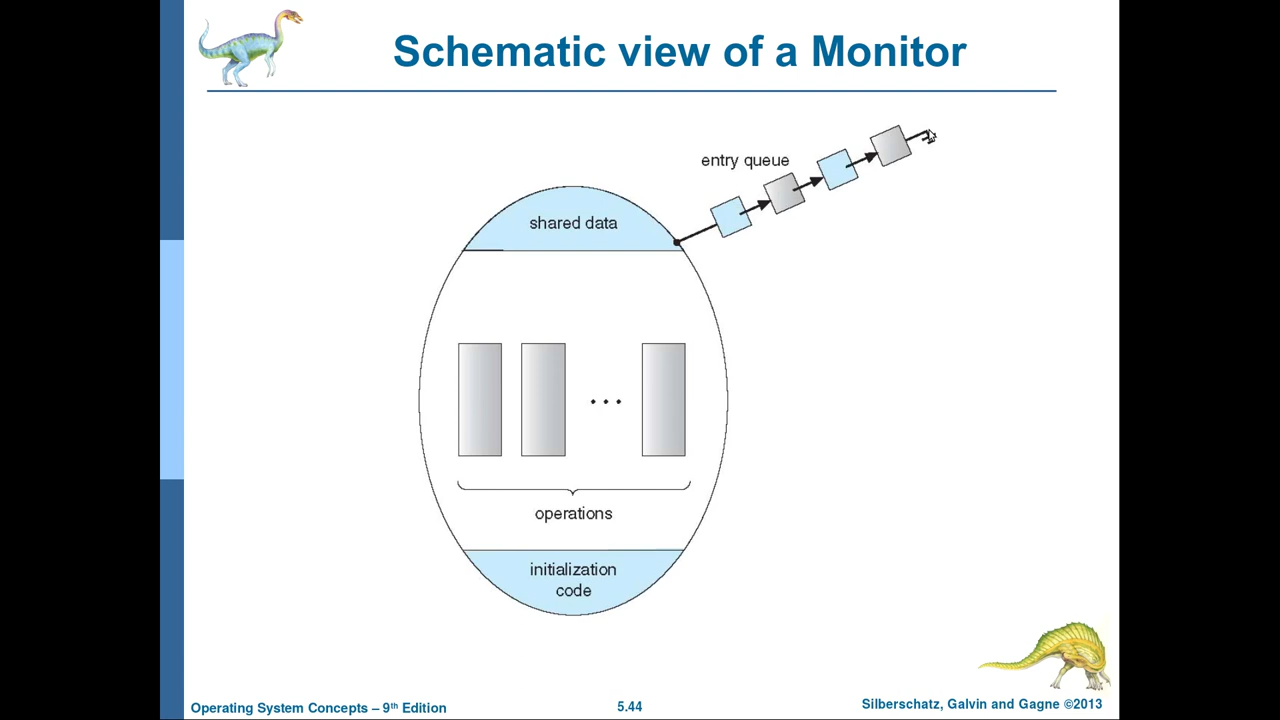 Schematic view of a Monitor
entry queue
shared data
. . .
operations
initialization
code
Operating System Concepts – 9th Edition
5.44
Silberschatz, Galvin and Gagne ©2013